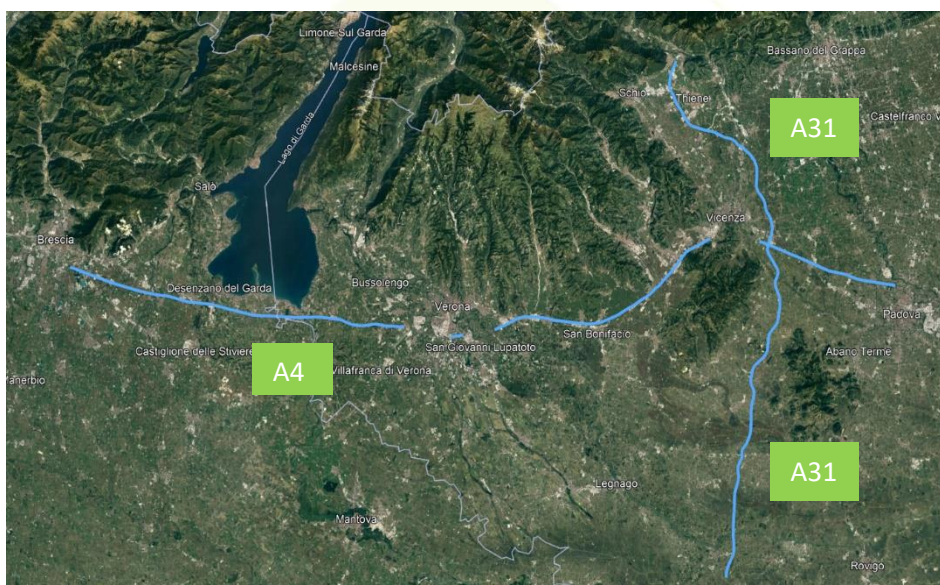 Limone Sul Garda
Bassano del Grappa
Malcesine
Schio
Thiene
A31
Castelfranco V
Lago di Garda
Salò
Vicenza
Brescia
Desenzano del Garda
Bussolengo
Verona
Padova
San Bonifacio
San Giovanni Lupatoto
Castiglione delle Stiviere
Abano Terme
A4
Villafranca di Verona
Manerbio
A31
Legnago
Mantova
Rovigo